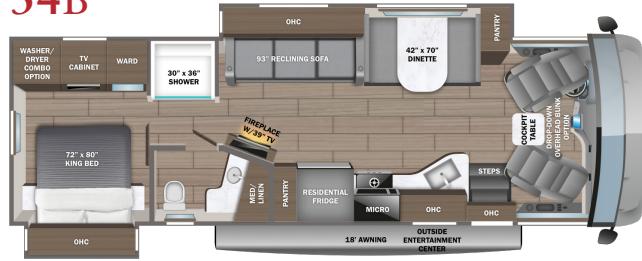 34B
OHC
WASHER/
DRYER
COMBO
OPTION
TV
CABINET
WARD
30" x 36"
SHOWER
93" RECLINING SOFA
42" x 70"
DINETTE
PANTRY
FIREPLACE
W/39" TV
COCKPIT
TABLE
DROP-DOWN
OVERHEAD BUNK
OPTION
72" x 80"
KING BED
MED/
LINEN
PANTRY
RESIDENTIAL
FRIDGE
MICRO
OHC
STEPS
OHC
OHC
18' AWNING
OUTSIDE
ENTERTAINMENT
CENTER